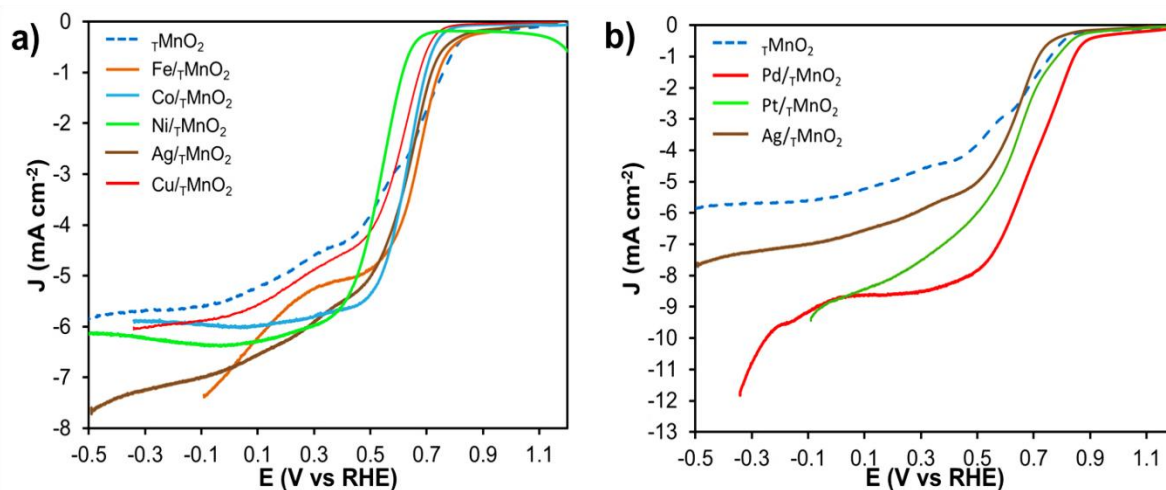 a)
J (mA cm⁻²)
0
-1
-2
-3
-4
-5
-6
-7
-8
ₜMnO₂
Fe/ₜMnO₂
Co/ₜMnO₂
Ni/ₜMnO₂
Ag/ₜMnO₂
Cu/ₜMnO₂
-0.5 -0.3 -0.1 0.1 0.3 0.5 0.7 0.9 1.1
E (V vs RHE)
b)
J (mA cm⁻²)
0
-1
-2
-3
-4
-5
-6
-7
-8
-9
-10
-11
-12
-13
ₜMnO₂
Pd/ₜMnO₂
Pt/ₜMnO₂
Ag/ₜMnO₂
-0.5 -0.3 -0.1 0.1 0.3 0.5 0.7 0.9 1.1
E (V vs RHE)